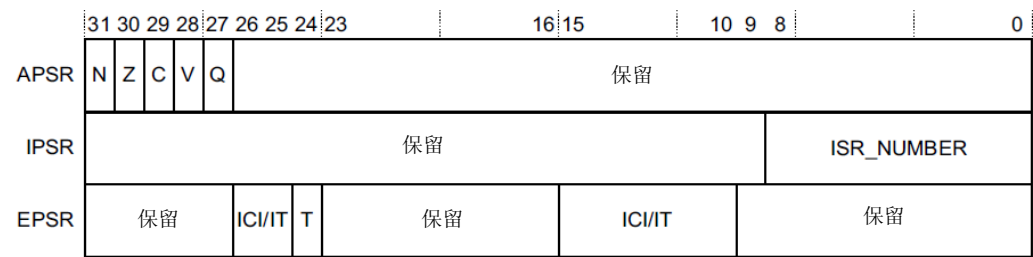 31 30 29 28 27 26 25 24 23 16 15 10 9 8 0
APSR N Z C V Q 保留
IPSR 保留 ISR_NUMBER
EPSR 保留 ICI/IT T 保留 ICI/IT 保留